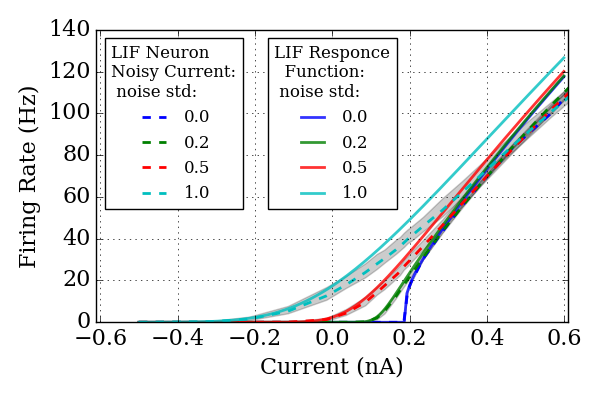 140
120
100
80
60
40
20
0
Firing Rate (Hz)
LIF Neuron
Noisy Current:
noise std:
0.0
0.2
0.5
1.0
LIF Responce
Function:
noise std:
0.0
0.2
0.5
1.0
−0.6 −0.4 −0.2 0.0 0.2 0.4 0.6
Current (nA)